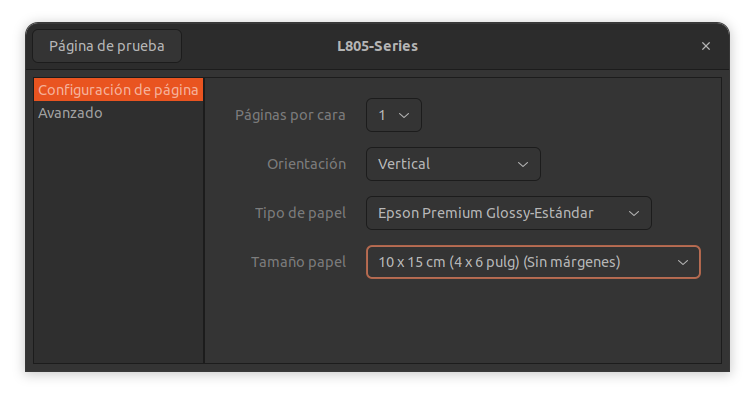 Página de prueba
L805-Series
×
Configuración de página
Avanzado
Páginas por cara 1
Orientación Vertical
Tipo de papel Epson Premium Glossy-Estándar
Tamaño papel 10 x 15 cm (4 x 6 pulg) (Sin márgenes)